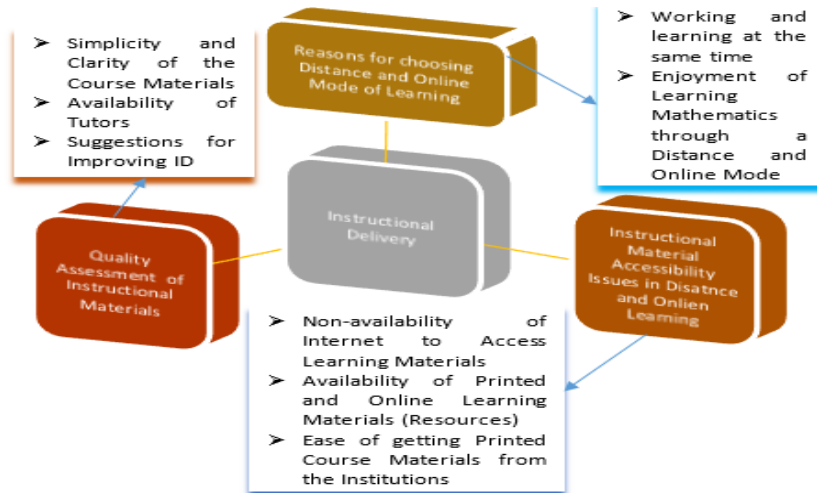 ➤ Simplicity and
Clarity of the
Course Materials
➤ Availability of
Tutors
➤ Suggestions for
Improving ID
Reasons for choosing
Distance and Online
Mode of Learning
➤ Working and
learning at the
same time
➤ Enjoyment of
Learning
Mathematics
through a
Distance and
Online Mode
Quality
Assessment of
Instructional
Materials
Instructional
Delivery
Instructional
Material
Accessibility
Issues in Disatnce
and Onlien
Learning
➤ Non-availability of
Internet to Access
Learning Materials
➤ Availability of Printed
and Online Learning
Materials (Resources)
➤ Ease of getting Printed
Course Materials from
the Institutions